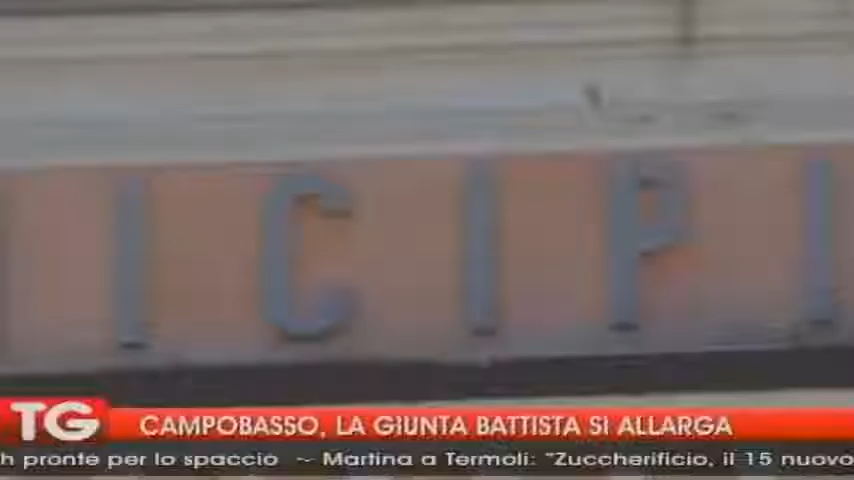 ICIPI
TG
CAMPOBASSO, LA GIUNTA BATTISTA SI ALLARGA
h pronte per lo spaccio ~ Martina a Termoli: "Zuccherificio, il 15 nuovo